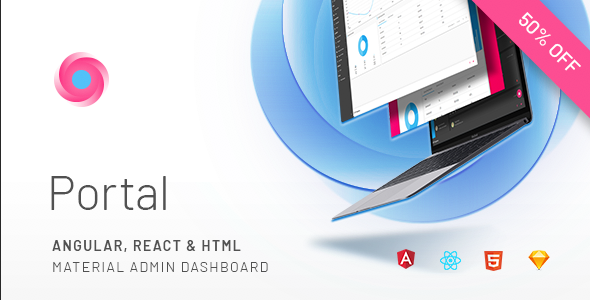 50% OFF
Portal
ANGULAR, REACT & HTML
MATERIAL ADMIN DASHBOARD